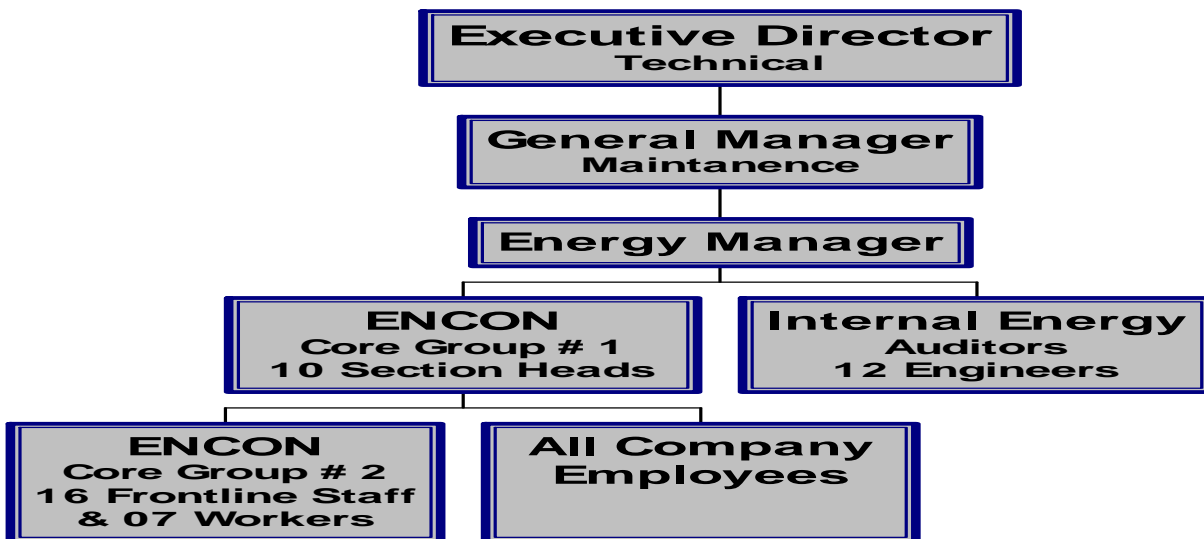 Executive Director
Technical
General Manager
Maintanence
Energy Manager
ENCON
Core Group # 1
10 Section Heads
Internal Energy
Auditors
12 Engineers
ENCON
Core Group # 2
16 Frontline Staff
& 07 Workers
All Company
Employees